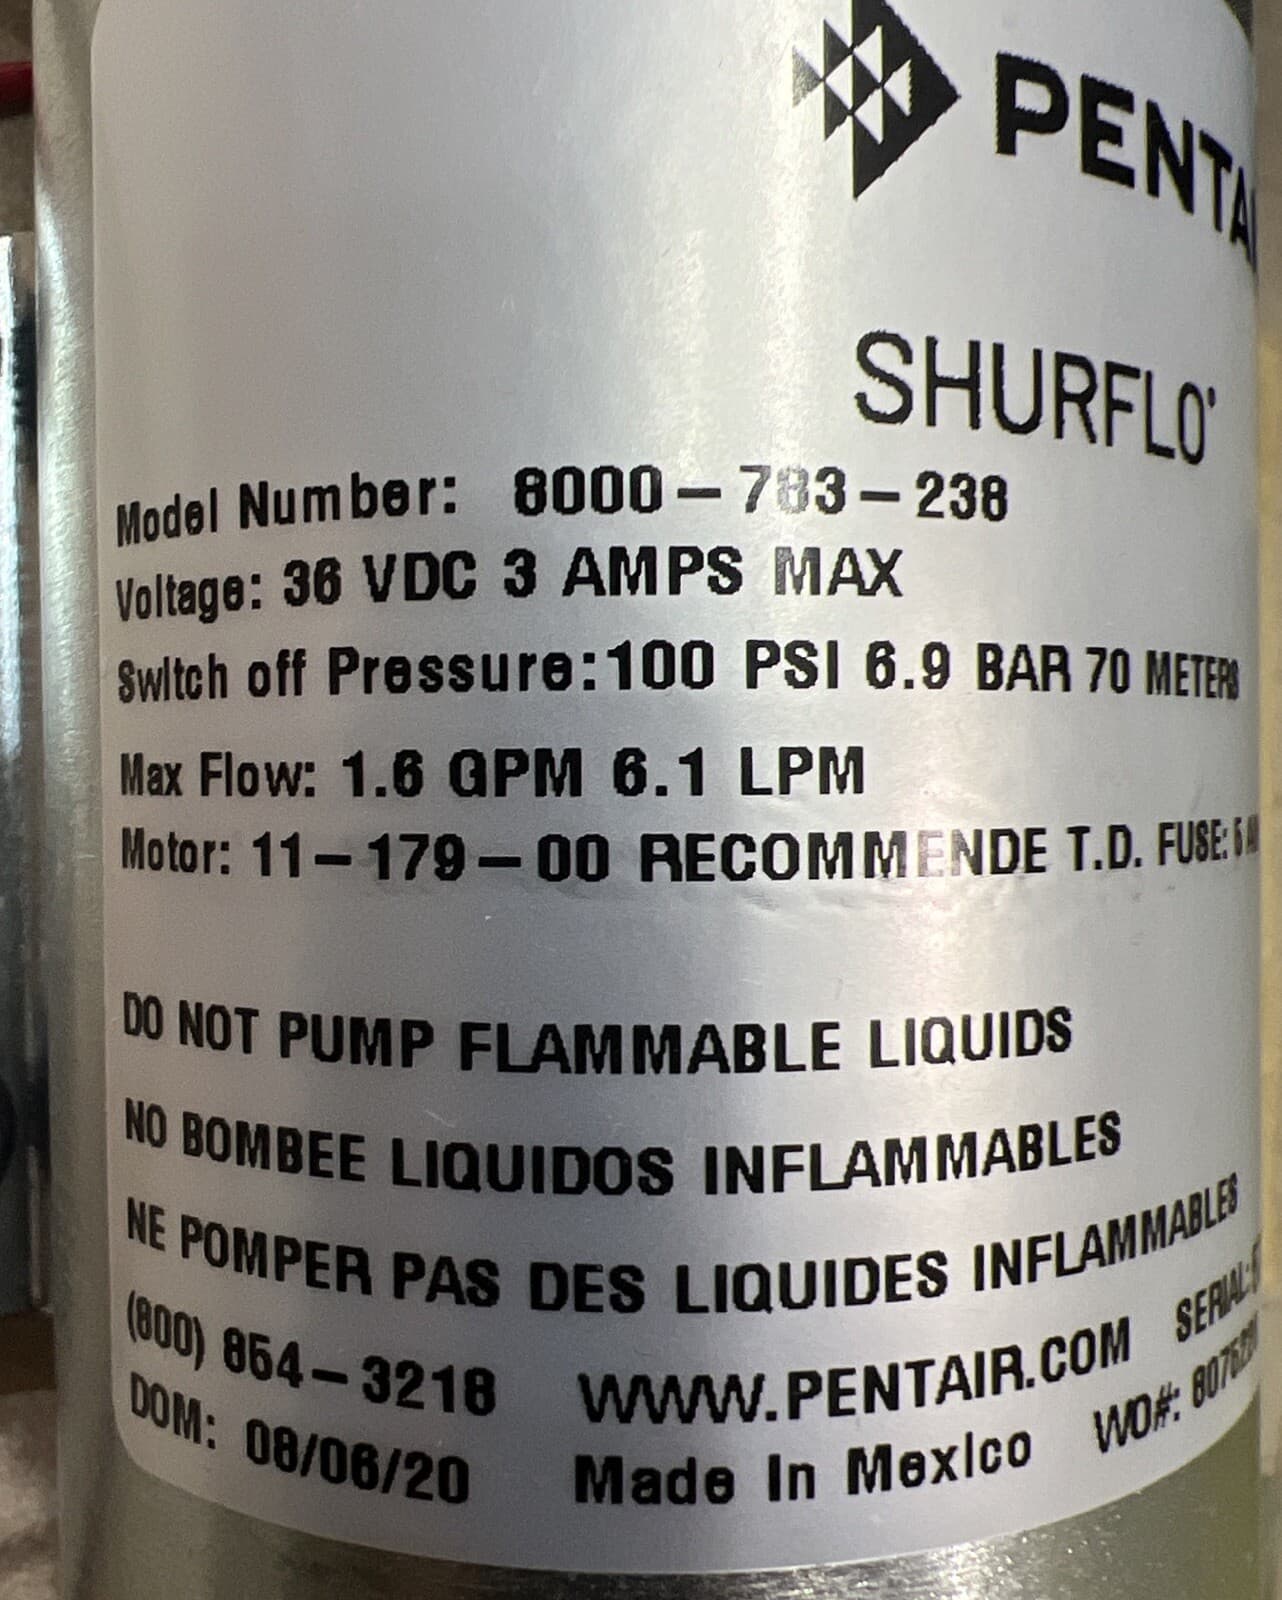 PENTAI
SHURFLO
Model Number: 8000-783-238
Voltage: 36 VDC 3 AMPS MAX
Switch off Pressure:100 PSI 6.9 BAR 70 METERS
Max Flow: 1.6 GPM 6.1 LPM
Motor: 11-179-00 RECOMMENDE T.D. FUSE:
DO NOT PUMP FLAMMABLE LIQUIDS
NO BOMBEE LIQUIDOS INFLAMMABLES
NE POMPER PAS DES LIQUIDES INFLAMMABLES
(800) 854-3218 WWW.PENTAIR.COM SERIAL:
DOM: 08/06/20 Made In Mexico WO#: